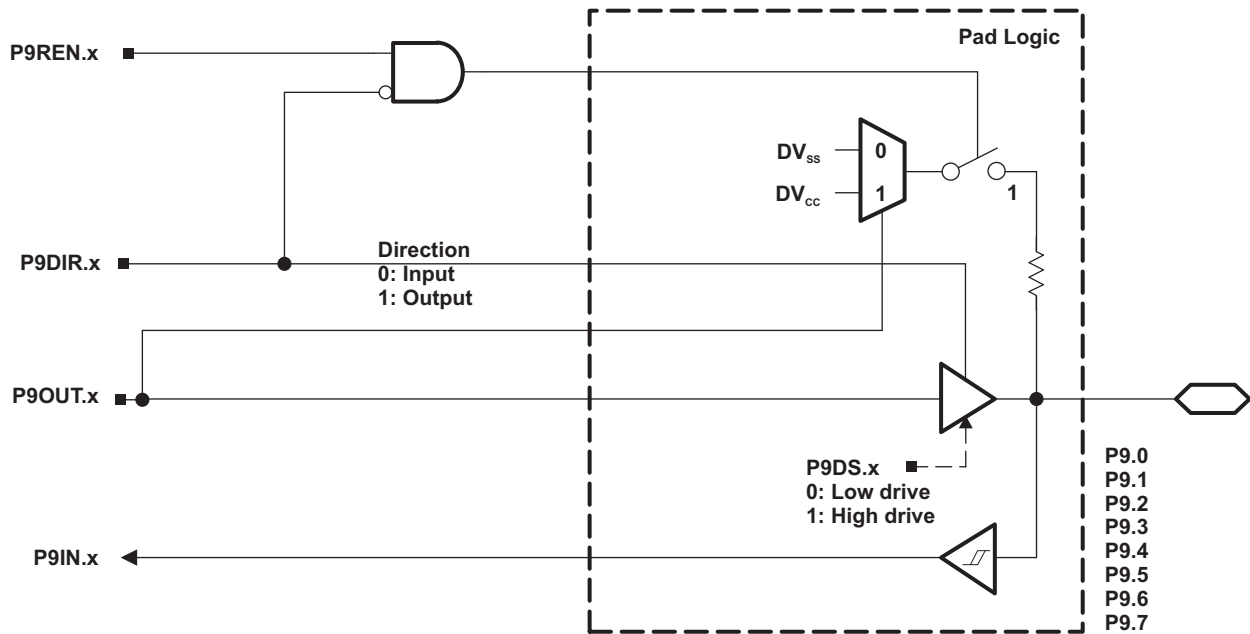 Pad Logic
P9REN.x
DVss
0
DVcc
1
1
P9DIR.x
Direction
0: Input
1: Output
P9OUT.x
P9DS.x
0: Low drive
1: High drive
P9IN.x
P9.0
P9.1
P9.2
P9.3
P9.4
P9.5
P9.6
P9.7